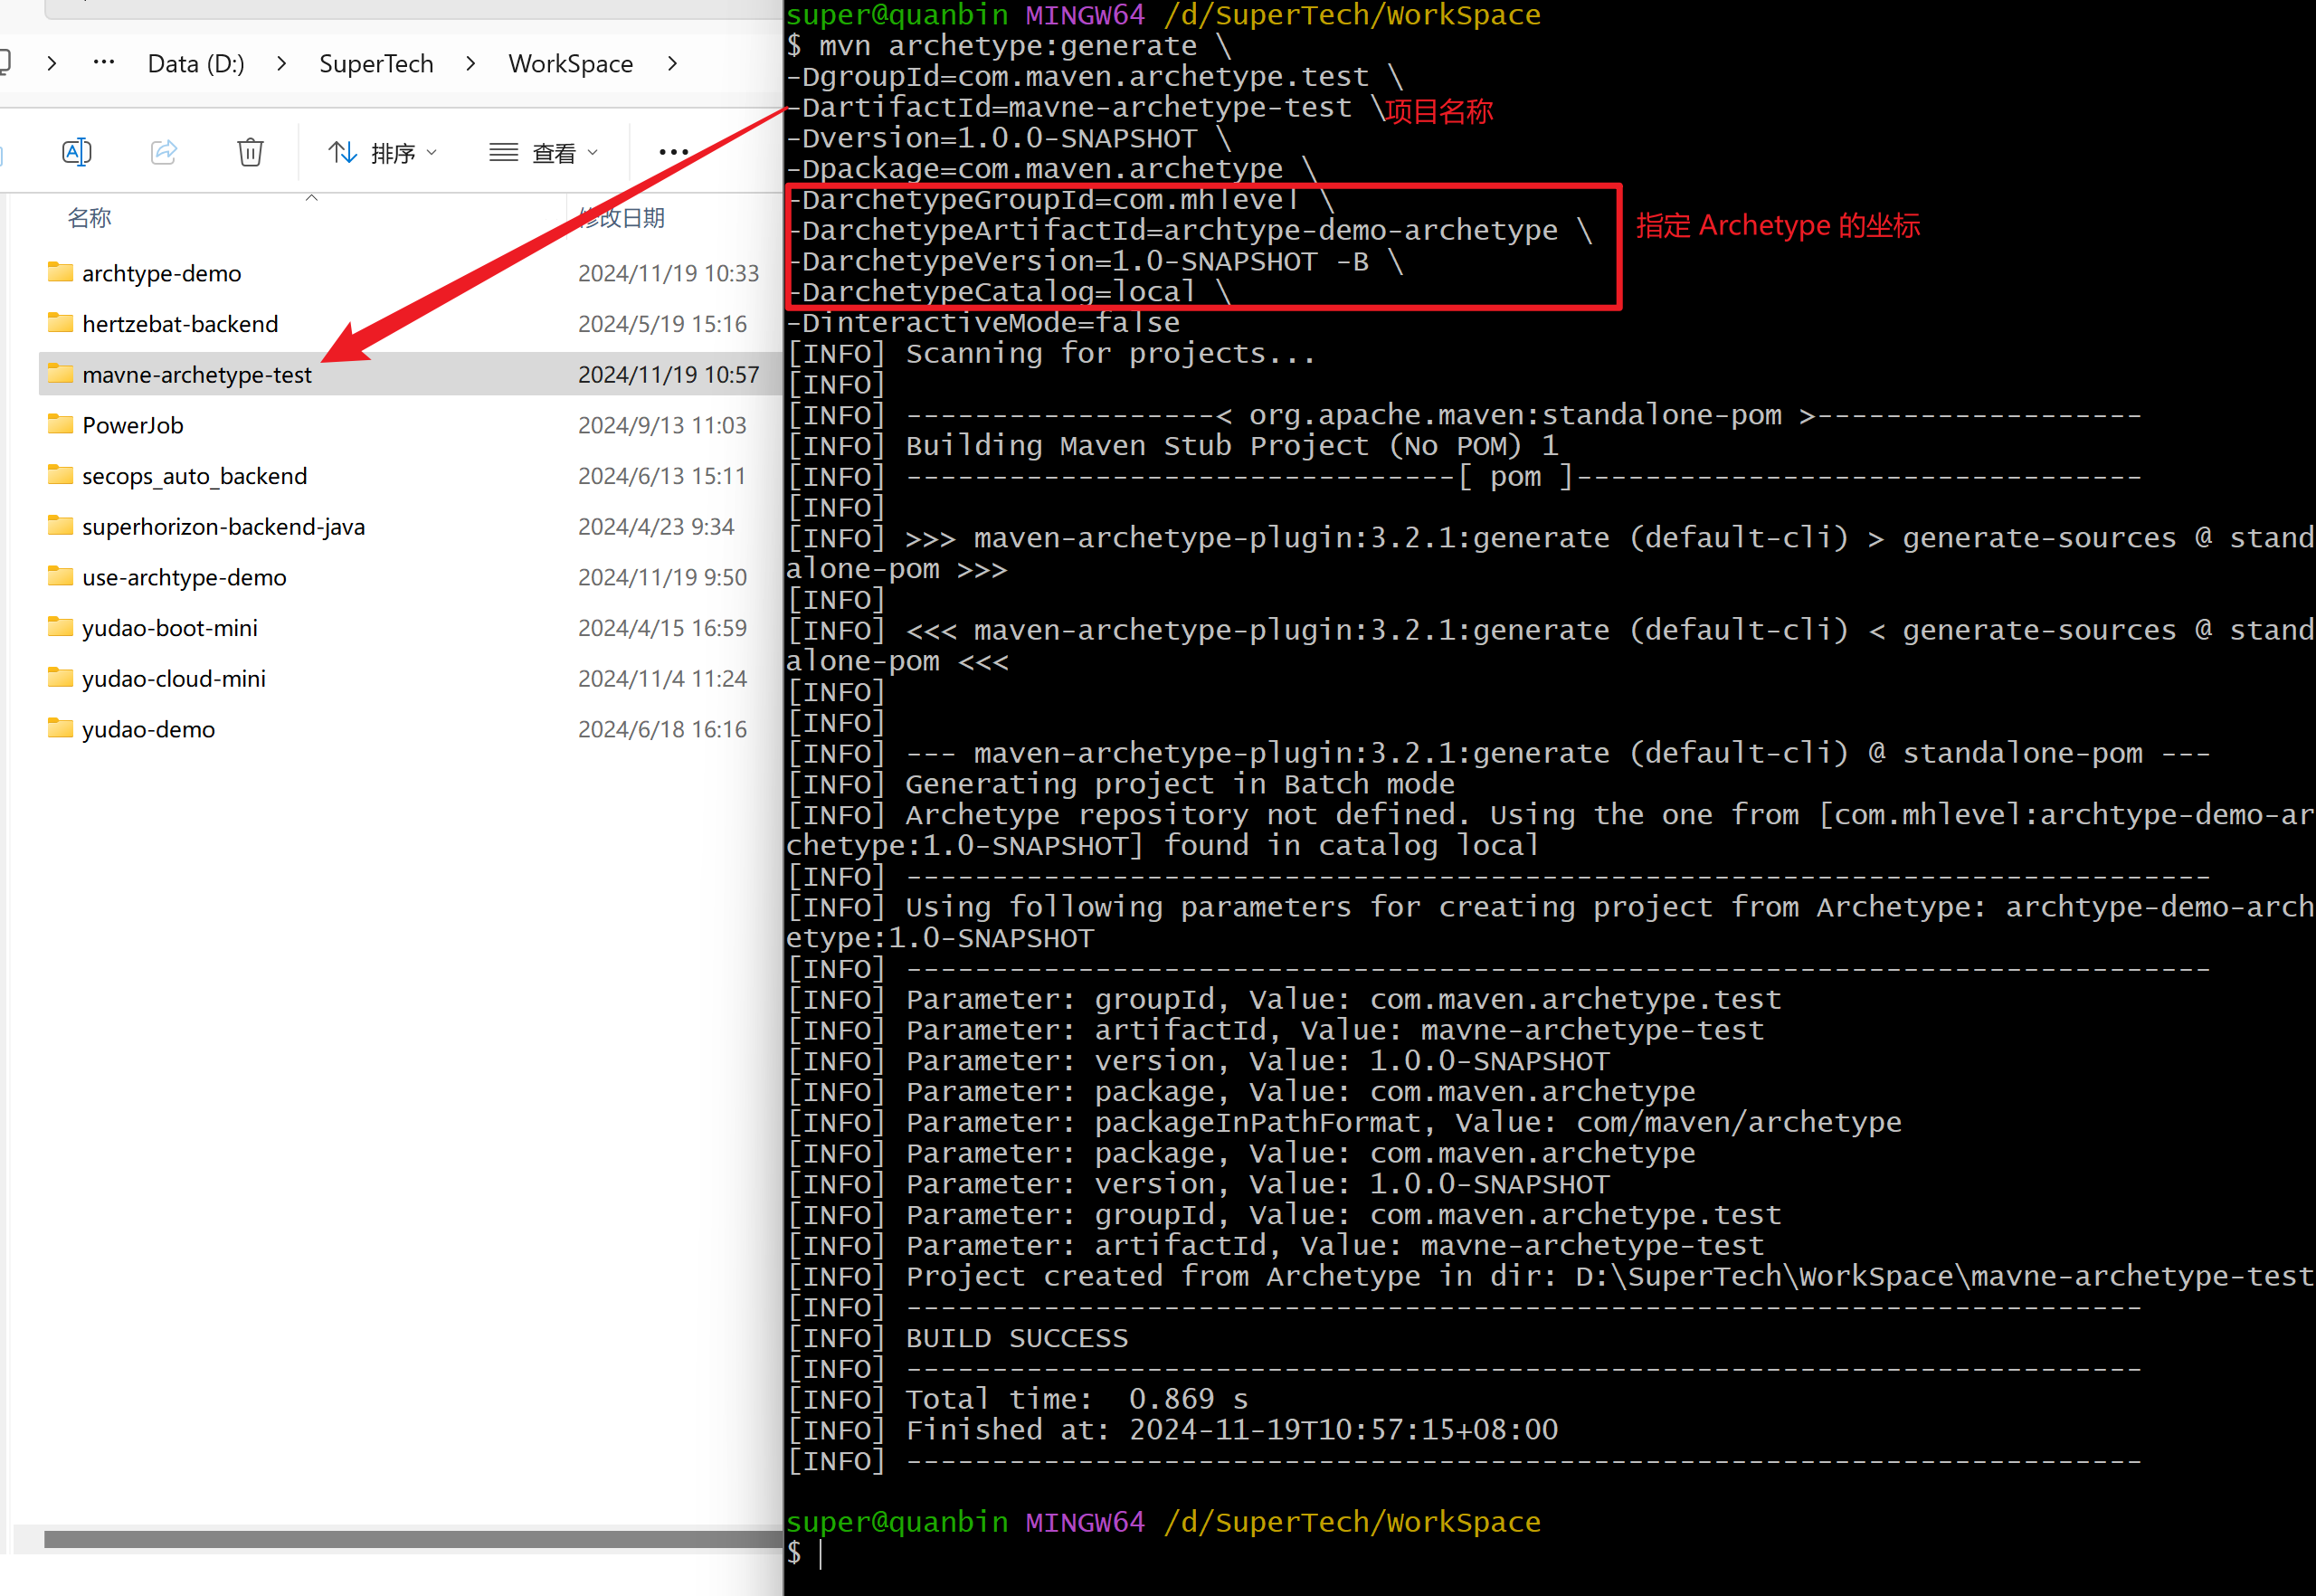 Data (D:) SuperTech WorkSpace
排序 查看
名称 修改日期
archtype-demo 2024/11/19 10:33
hertzebat-backend 2024/5/19 15:16
mavne-archetype-test 2024/11/19 10:57
PowerJob 2024/9/13 11:03
secops_auto_backend 2024/6/13 15:11
superhorizon-backend-java 2024/4/23 9:34
use-archtype-demo 2024/11/19 9:50
yudao-boot-mini 2024/4/15 16:59
yudao-cloud-mini 2024/11/4 11:24
yudao-demo 2024/6/18 16:16
super@quanbin MINGW64 /d/SuperTech/WorkSpace
$ mvn archetype:generate \
-DgroupId=com.maven.archetype.test \
-DartifactId=mavne-archetype-test \项目名称
-Dversion=1.0.0-SNAPSHOT \
-Dpackage=com.maven.archetype \
-DarchetypeGroupId=com.mhlevel \
-DarchetypeArtifactId=archtype-demo-archetype \ 指定 Archetype 的坐标
-DarchetypeVersion=1.0-SNAPSHOT -B \
-DarchetypeCatalog=local \
-DinteractiveMode=false
[INFO] Scanning for projects...
[INFO]
[INFO] ------------------< org.apache.maven:standalone-pom >-------------------
[INFO] Building Maven Stub Project (No POM) 1
[INFO] --------------------------------[ pom ]---------------------------------
[INFO]
[INFO] >>> maven-archetype-plugin:3.2.1:generate (default-cli) > generate-sources @ stand
alone-pom >>>
[INFO]
[INFO] <<< maven-archetype-plugin:3.2.1:generate (default-cli) < generate-sources @ stand
alone-pom <<<
[INFO]
[INFO]
[INFO] --- maven-archetype-plugin:3.2.1:generate (default-cli) @ standalone-pom ---
[INFO] Generating project in Batch mode
[INFO] Archetype repository not defined. Using the one from [com.mhlevel:archtype-demo-ar
chetype:1.0-SNAPSHOT] found in catalog local
[INFO] ----------------------------------------------------------------------------
[INFO] Using following parameters for creating project from Archetype: archtype-demo-arch
etype:1.0-SNAPSHOT
[INFO] ----------------------------------------------------------------------------
[INFO] Parameter: groupId, Value: com.maven.archetype.test
[INFO] Parameter: artifactId, Value: mavne-archetype-test
[INFO] Parameter: version, Value: 1.0.0-SNAPSHOT
[INFO] Parameter: package, Value: com.maven.archetype
[INFO] Parameter: packageInPathFormat, Value: com/maven/archetype
[INFO] Parameter: package, Value: com.maven.archetype
[INFO] Parameter: version, Value: 1.0.0-SNAPSHOT
[INFO] Parameter: groupId, Value: com.maven.archetype.test
[INFO] Parameter: artifactId, Value: mavne-archetype-test
[INFO] Project created from Archetype in dir: D:\SuperTech\WorkSpace\mavne-archetype-test
[INFO] ------------------------------------------------------------------------
[INFO] BUILD SUCCESS
[INFO] ------------------------------------------------------------------------
[INFO] Total time:  0.869 s
[INFO] Finished at: 2024-11-19T10:57:15+08:00
[INFO] ------------------------------------------------------------------------
super@quanbin MINGW64 /d/SuperTech/WorkSpace
$